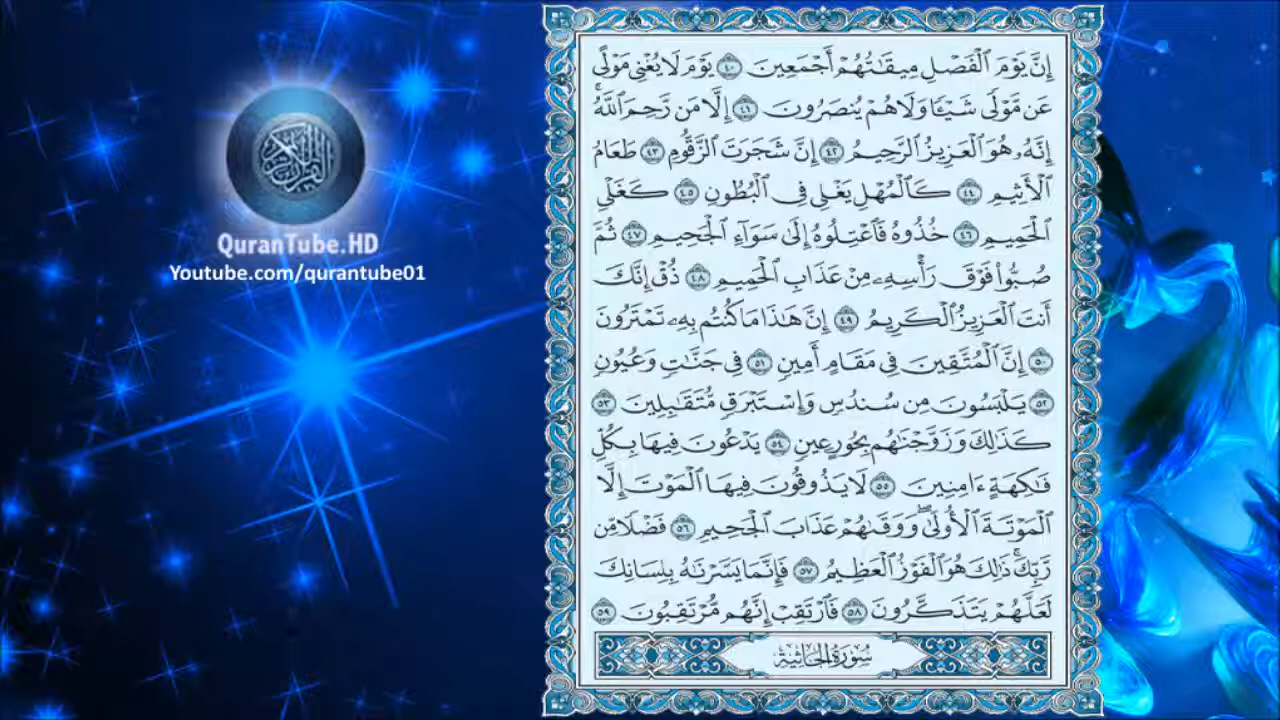 القرآن الكريم
QuranTube.HD
Youtube.com/qurantube01
إِنَّ يَوْمَ ٱلْفَصْلِ مِيقَٰتُهُمْ أَجْمَعِينَ ٤٠ يَوْمَ لَا يُغْنِى مَوْلًى
عَن مَّوْلًى شَيْـًٔا وَلَا هُمْ يُنصَرُونَ ٤١ إِلَّا مَن رَّحِمَ ٱللَّهُۚ
إِنَّهُۥ هُوَ ٱلْعَزِيزُ ٱلرَّحِيمُ ٤٢ إِنَّ شَجَرَتَ ٱلزَّقُّومِ ٤٣ طَعَامُ
ٱلْأَثِيمِ ٤٤ كَٱلْمُهْلِ يَغْلِى فِى ٱلْبُطُونِ ٤٥ كَغَلْىِ
ٱلْحَمِيمِ ٤٦ خُذُوهُ فَٱعْتِلُوهُ إِلَىٰ سَوَآءِ ٱلْجَحِيمِ ٤٧ ثُمَّ
صُبُّوا۟ فَوْقَ رَأْسِهِۦ مِنْ عَذَابِ ٱلْحَمِيمِ ٤٨ ذُقْ إِنَّكَ
أَنتَ ٱلْعَزِيزُ ٱلْكَرِيمُ ٤٩ إِنَّ هَٰذَا مَا كُنتُم بِهِۦ تَمْتَرُونَ
٥٠ إِنَّ ٱلْمُتَّقِينَ فِى مَقَامٍ أَمِينٍ ٥١ فِى جَنَّٰتٍ وَعُيُونٍ
٥٢ يَلْبَسُونَ مِن سُندُسٍ وَإِسْتَبْرَقٍ مُّتَقَٰبِلِينَ ٥٣
كَذَٰلِكَ وَزَوَّجْنَٰهُم بِحُورٍ عِينٍ ٥٤ يَدْعُونَ فِيهَا بِكُلِّ
فَٰكِهَةٍ ءَامِنِينَ ٥٥ لَا يَذُوقُونَ فِيهَا ٱلْمَوْتَ إِلَّا
ٱلْمَوْتَةَ ٱلْأُولَىٰۖ وَوَقَىٰهُمْ عَذَابَ ٱلْجَحِيمِ ٥٦ فَضْلًا مِّن
رَّبِّكَۚ ذَٰلِكَ هُوَ ٱلْفَوْزُ ٱلْعَظِيمُ ٥٧ فَإِنَّمَا يَسَّرْنَٰهُ بِلِسَانِكَ
لَعَلَّهُمْ يَتَذَكَّرُونَ ٥٨ فَٱرْتَقِبْ إِنَّهُم مُّرْتَقِبُونَ ٥٩
سُورَةُ الجَاثِيَة